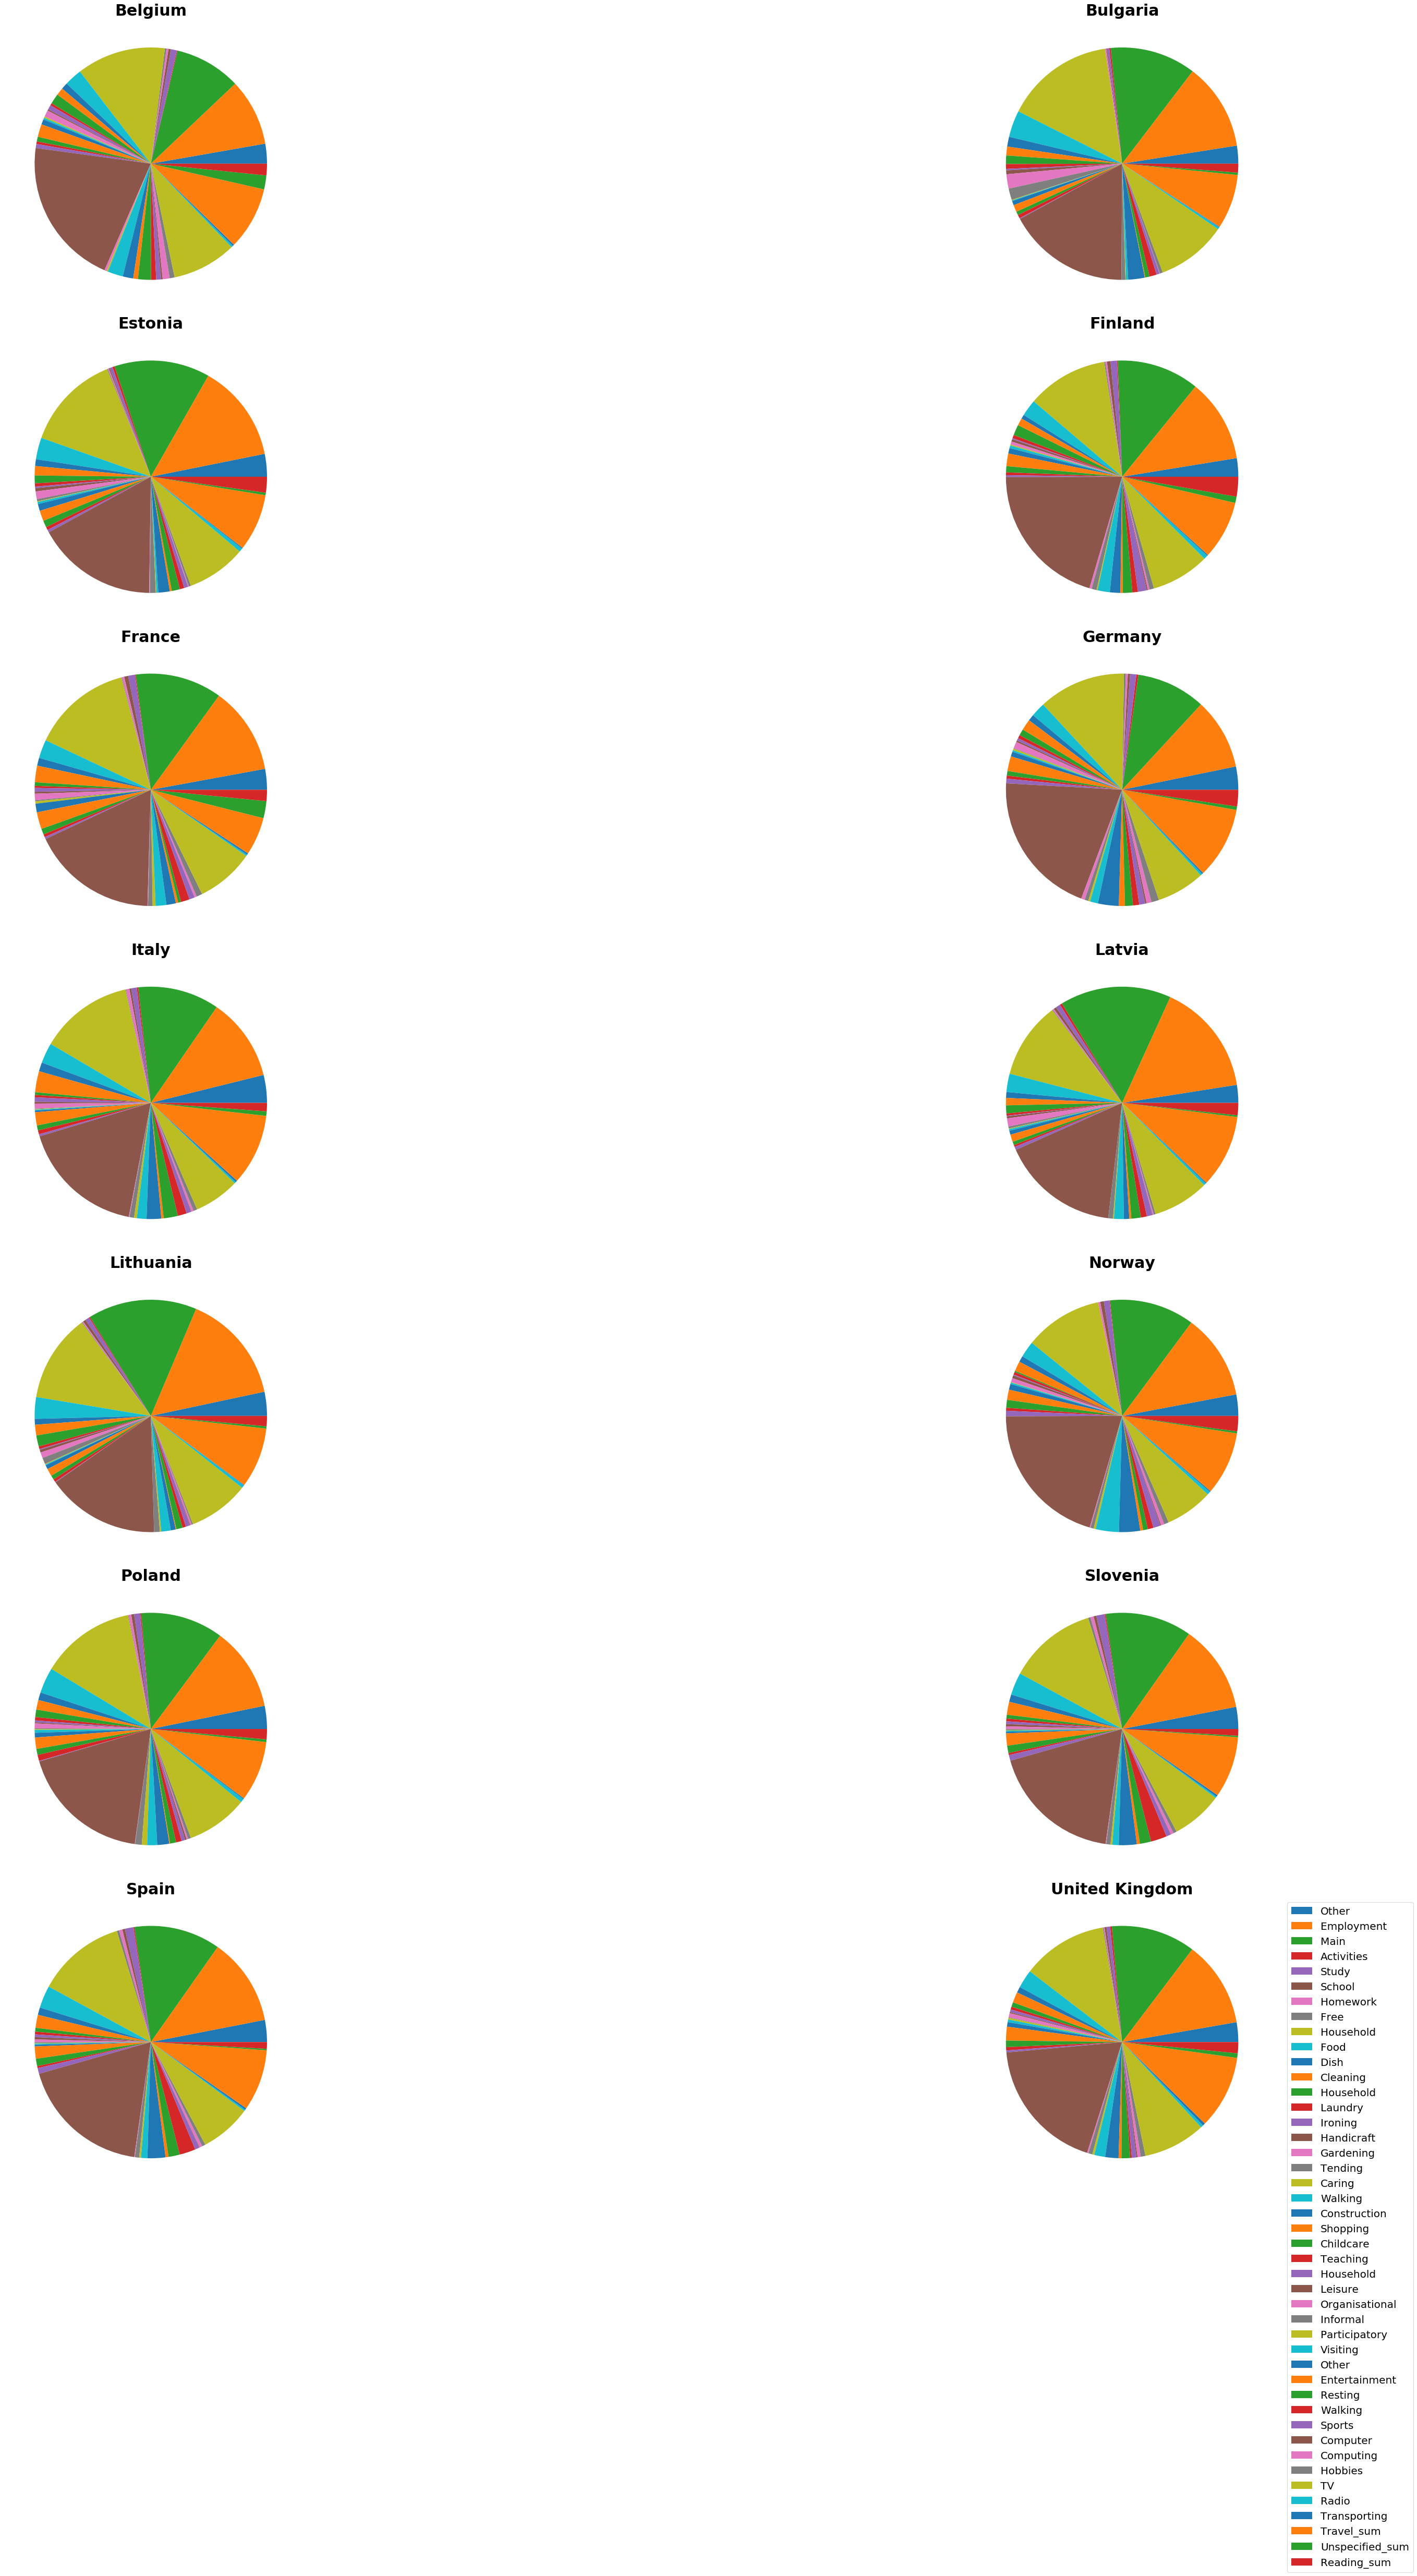 Belgium
Bulgaria
Estonia
Finland
France
Germany
Italy
Latvia
Lithuania
Norway
Poland
Slovenia
Spain
United Kingdom
Other
Employment
Main
Activities
Study
School
Homework
Free
Household
Food
Dish
Cleaning
Household
Laundry
Ironing
Handicraft
Gardening
Tending
Caring
Walking
Construction
Shopping
Childcare
Teaching
Household
Leisure
Organisational
Informal
Participatory
Visiting
Other
Entertainment
Resting
Walking
Sports
Computer
Computing
Hobbies
TV
Radio
Transporting
Travel_sum
Unspecified_sum
Reading_sum